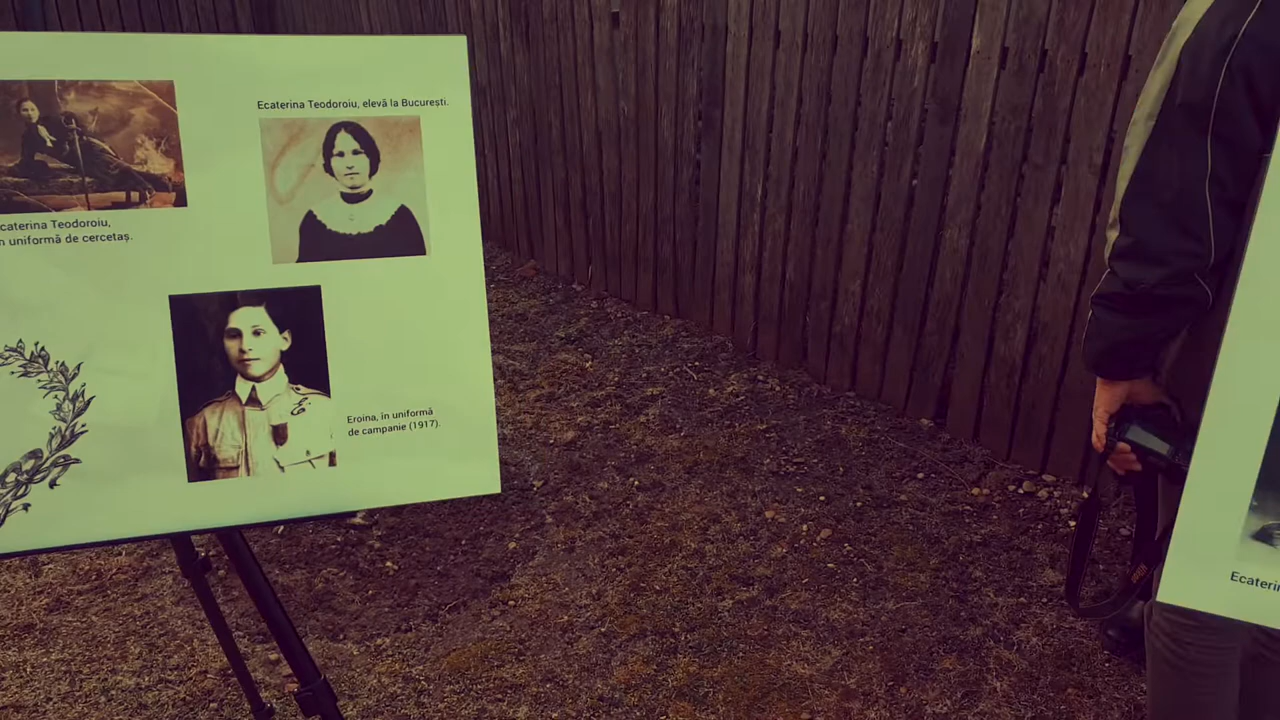 Ecaterina Teodoroiu, elevă la București.
caterina Teodoroiu,
n uniformă de cercetaș.
Eroina, în uniformă
de campanie (1917).
Ecaterin